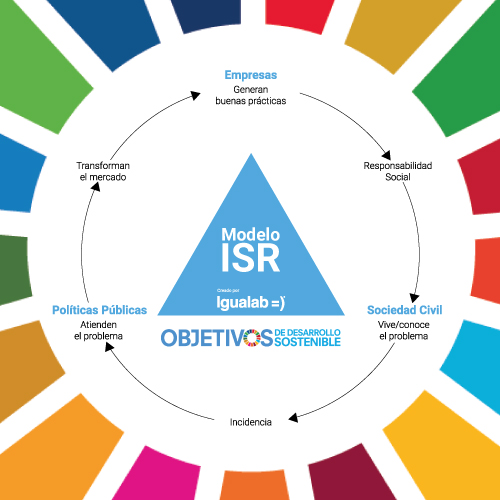 Empresas
Generan
buenas prácticas
Transforman
el mercado
Responsabilidad
Social
Modelo
ISR
Creado por:
Igualab=)
Políticas Públicas
Atienden
el problema
Sociedad Civil
Vive/conoce
el problema
OBJETIVOS DE DESARROLLO
SOSTENIBLE
Incidencia